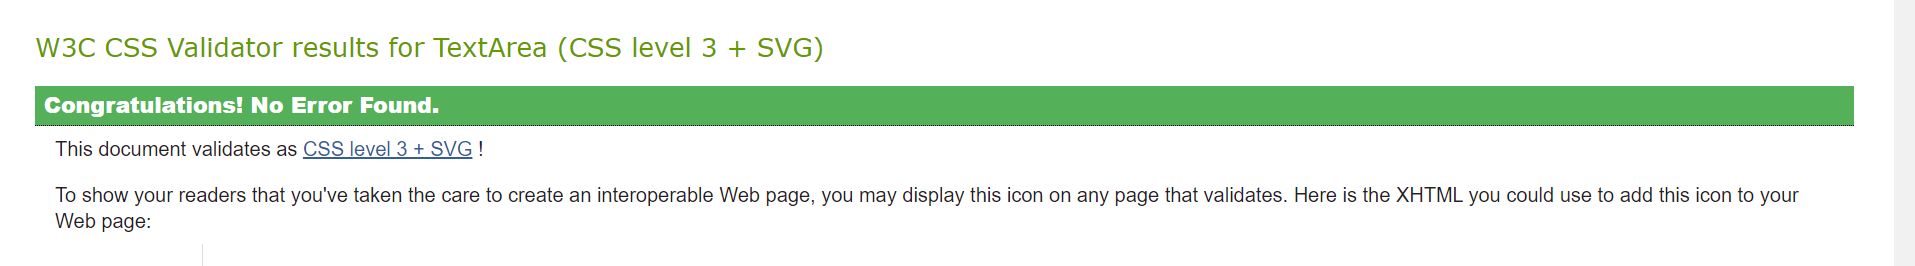 W3C CSS Validator results for TextArea (CSS level 3 + SVG)
Congratulations! No Error Found.
This document validates as CSS level 3 + SVG !
To show your readers that you've taken the care to create an interoperable Web page, you may display this icon on any page that validates. Here is the XHTML you could use to add this icon to your
Web page: